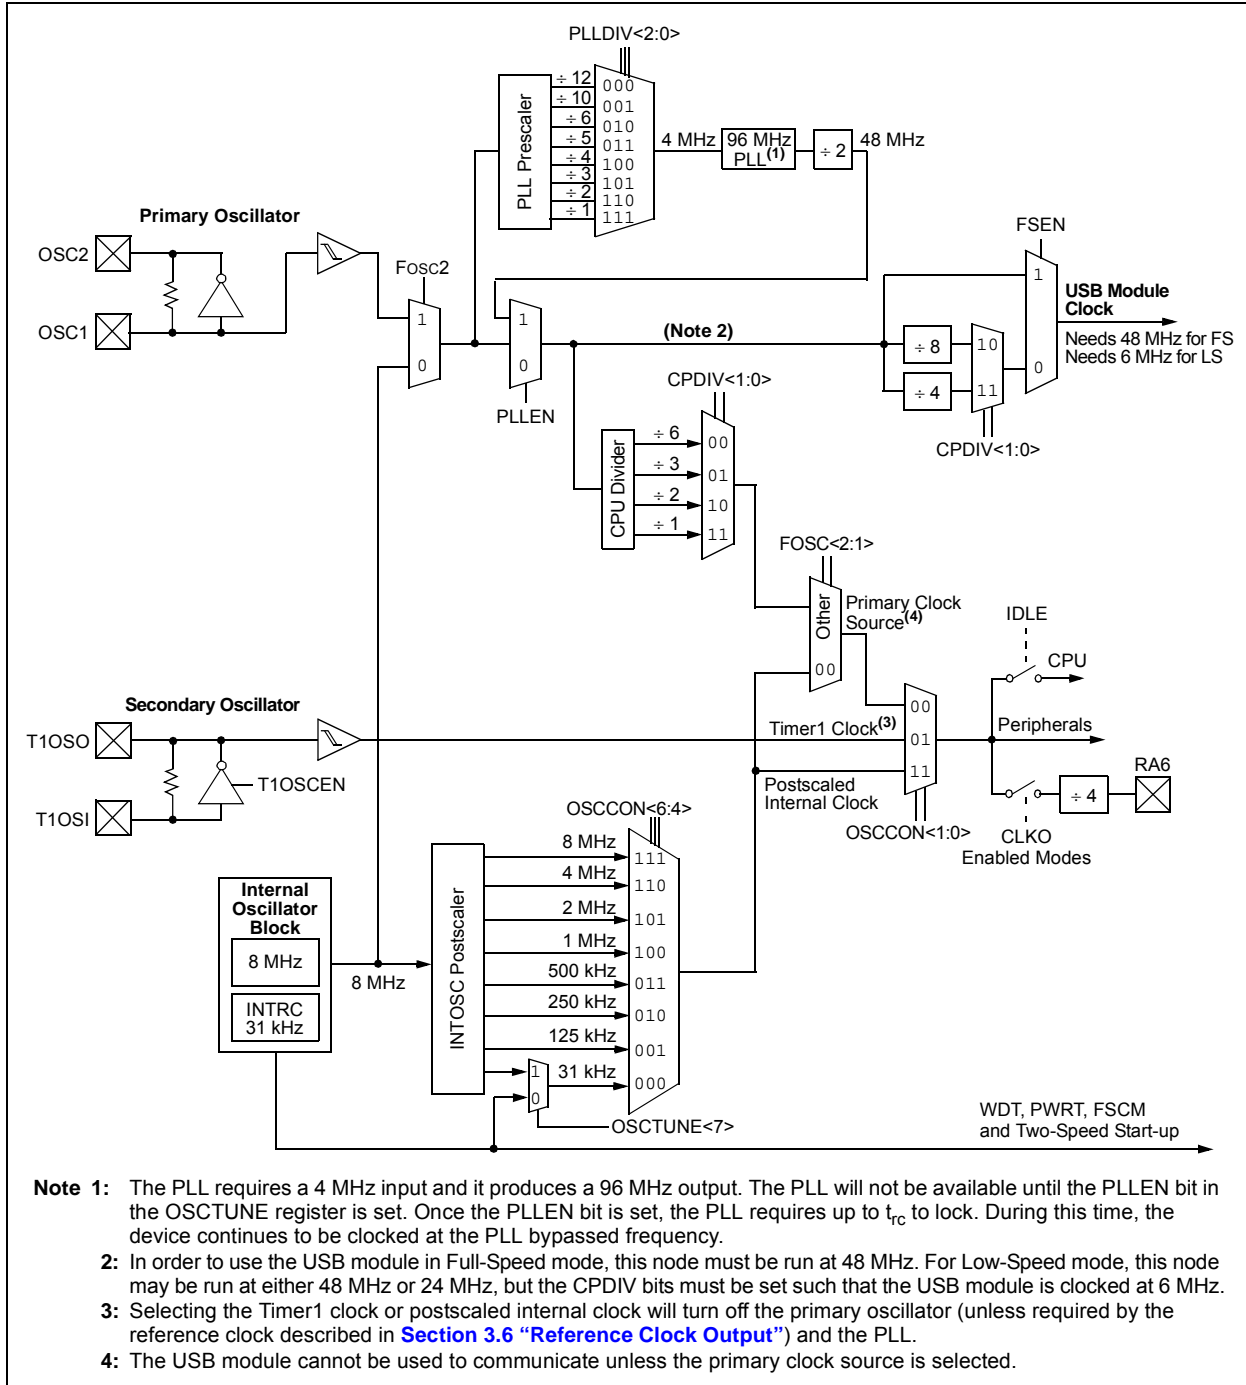 PLLDIV<2:0>
PLL Prescaler
÷ 12
000
÷ 10
001
÷ 6
010
÷ 5
011
÷ 4
100
÷ 3
101
÷ 2
110
÷ 1
111
4 MHz
96 MHz
PLL(1)
÷ 2
48 MHz
Primary Oscillator
OSC2
OSC1
FOSC2
1
0
1
0
PLLEN
(Note 2)
FSEN
1
0
÷ 8
÷ 4
10
11
CPDIV<1:0>
USB Module
Clock
Needs 48 MHz for FS
Needs 6 MHz for LS
CPDIV<1:0>
CPU Divider
÷ 6
00
÷ 3
01
÷ 2
10
÷ 1
11
FOSC<2:1>
Other
00
Primary Clock
Source(4)
IDLE
CPU
Secondary Oscillator
T1OSO
T1OSI
T1OSCEN
Timer1 Clock(3)
00
01
11
Peripherals
RA6
÷ 4
Postscaled
Internal Clock
OSCCON<1:0>
CLKO
Enabled Modes
OSCCON<6:4>
Internal
Oscillator
Block
8 MHz
INTRC
31 kHz
8 MHz
INTOSC Postscaler
8 MHz
111
4 MHz
110
2 MHz
101
1 MHz
100
500 kHz
011
250 kHz
010
125 kHz
001
1
0
31 kHz
000
OSCTUNE<7>
WDT, PWRT, FSCM
and Two-Speed Start-up
Note 1: The PLL requires a 4 MHz input and it produces a 96 MHz output. The PLL will not be available until the PLLEN bit in
the OSCTUNE register is set. Once the PLLEN bit is set, the PLL requires up to trc to lock. During this time, the
device continues to be clocked at the PLL bypassed frequency.
2: In order to use the USB module in Full-Speed mode, this node must be run at 48 MHz. For Low-Speed mode, this node
may be run at either 48 MHz or 24 MHz, but the CPDIV bits must be set such that the USB module is clocked at 6 MHz.
3: Selecting the Timer1 clock or postscaled internal clock will turn off the primary oscillator (unless required by the
reference clock described in Section 3.6 “Reference Clock Output”) and the PLL.
4: The USB module cannot be used to communicate unless the primary clock source is selected.